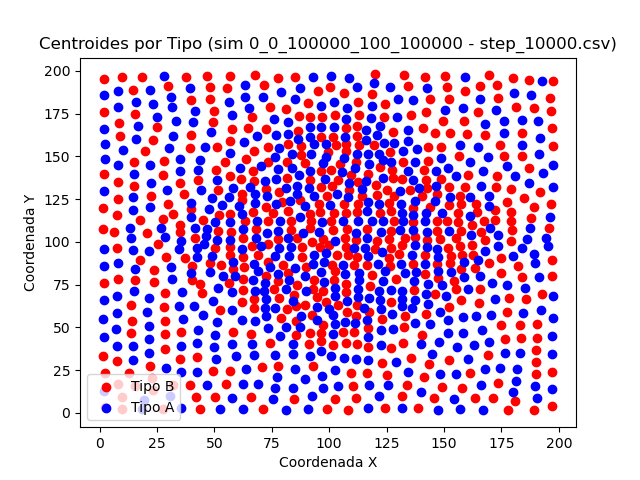 Centroides por Tipo (sim 0_0_100000_100_100000 - step_10000.csv)
200
175
150
125
100
75
50
25
0
Coordenada Y
Tipo B
Tipo A
0 25 50 75 100 125 150 175 200
Coordenada X